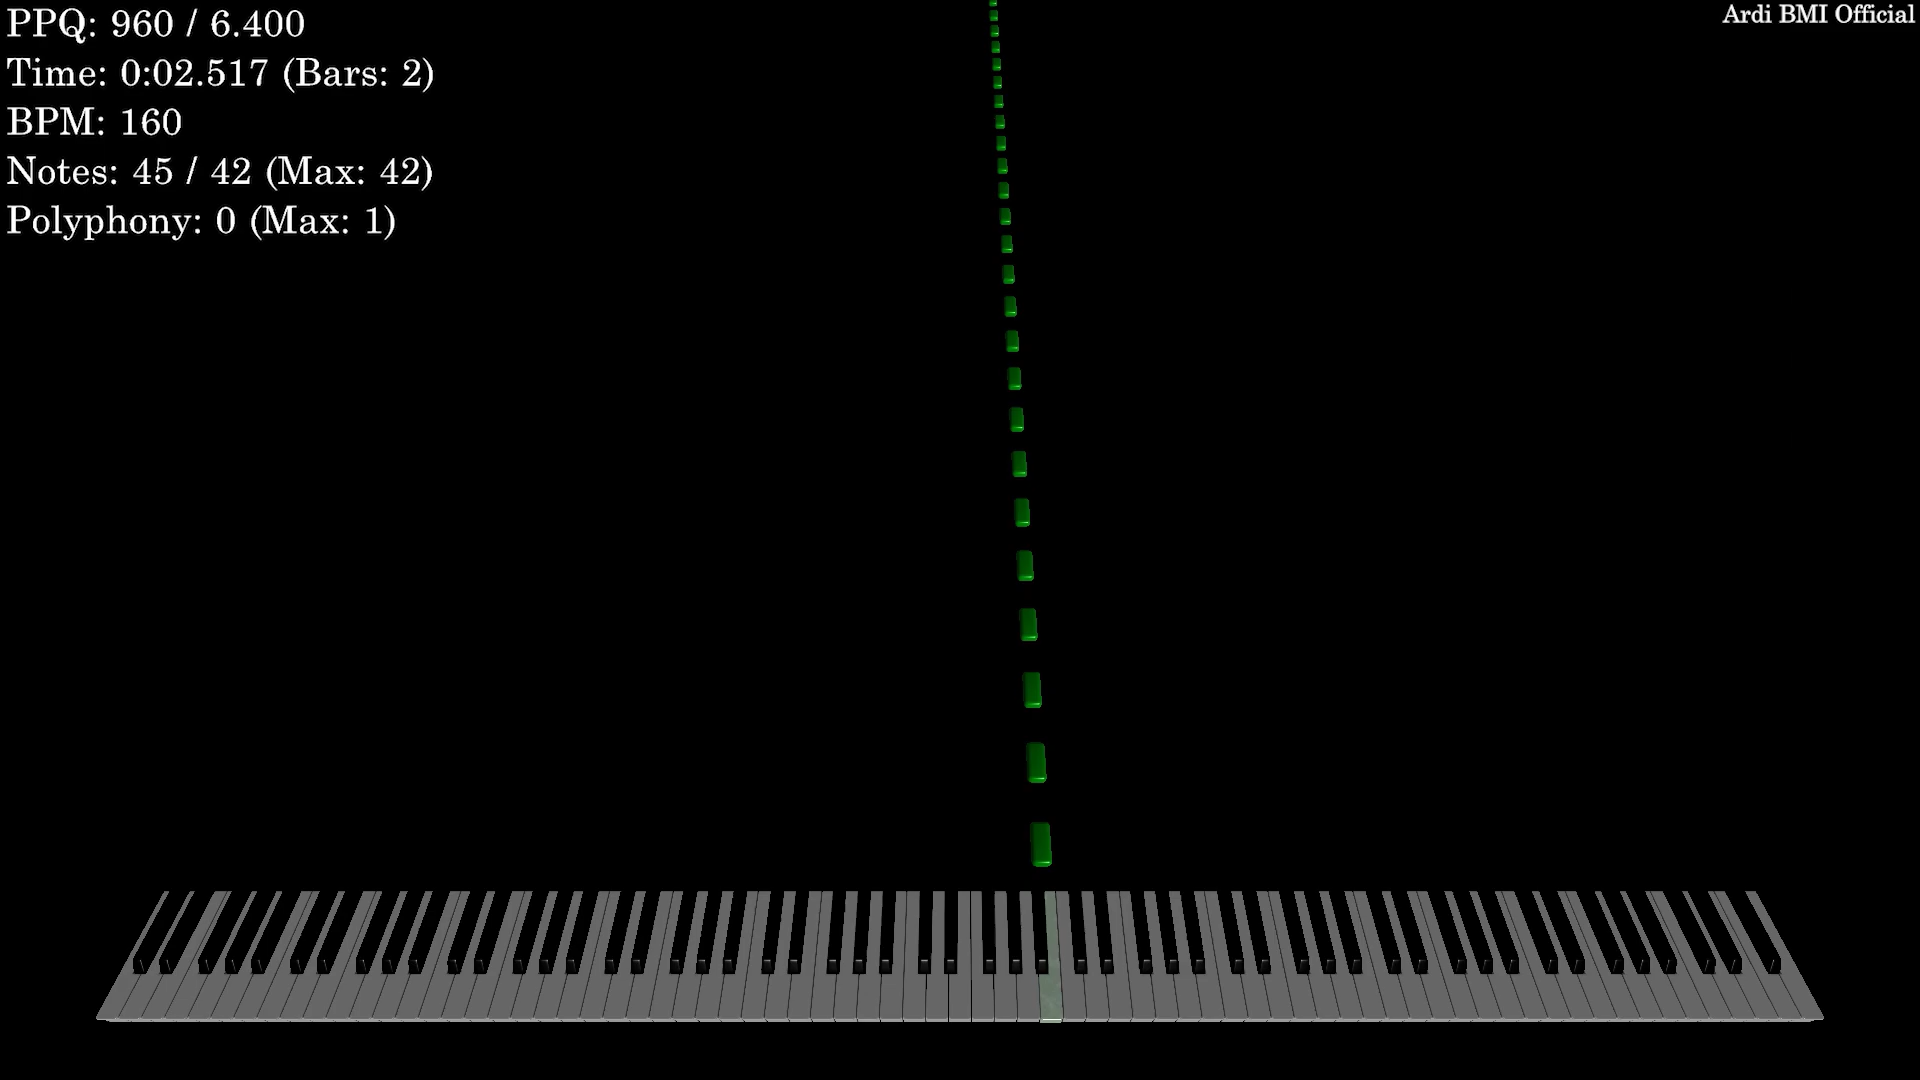 PPQ: 960 / 6.400
Ardi BMI Official
Time: 0:02.517 (Bars: 2)
BPM: 160
Notes: 45 / 42 (Max: 42)
Polyphony: 0 (Max: 1)